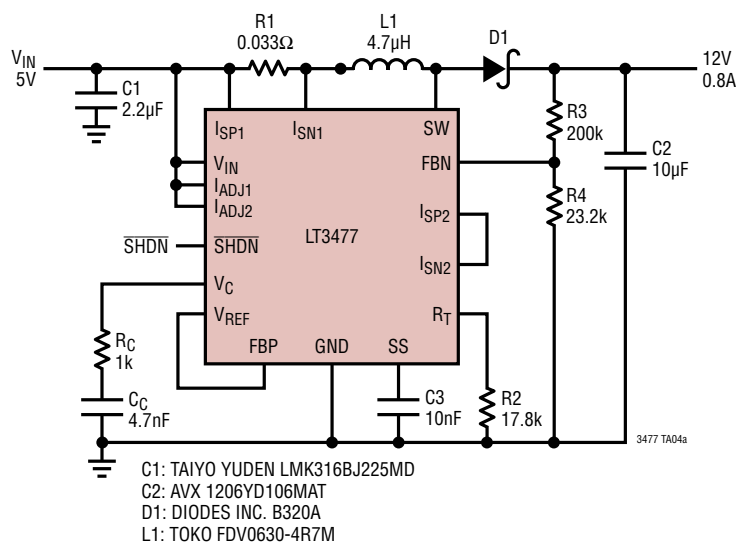 R1
0.033Ω
L1
4.7µH
D1
VIN
5V
12V
0.8A
C1
2.2µF
R3
200k
C2
10µF
R4
23.2k
ISP1
ISN1
SW
VIN
IADJ1
IADJ2
FBN
ISP2
ISN2
SHDN
SHDN
LT3477
VC
VREF
RT
FBP
GND
SS
RC
1k
CC
4.7nF
C3
10nF
R2
17.8k
3477 TA04a
C1: TAIYO YUDEN LMK316BJ225MD
C2: AVX 1206YD106MAT
D1: DIODES INC. B320A
L1: TOKO FDV0630-4R7M